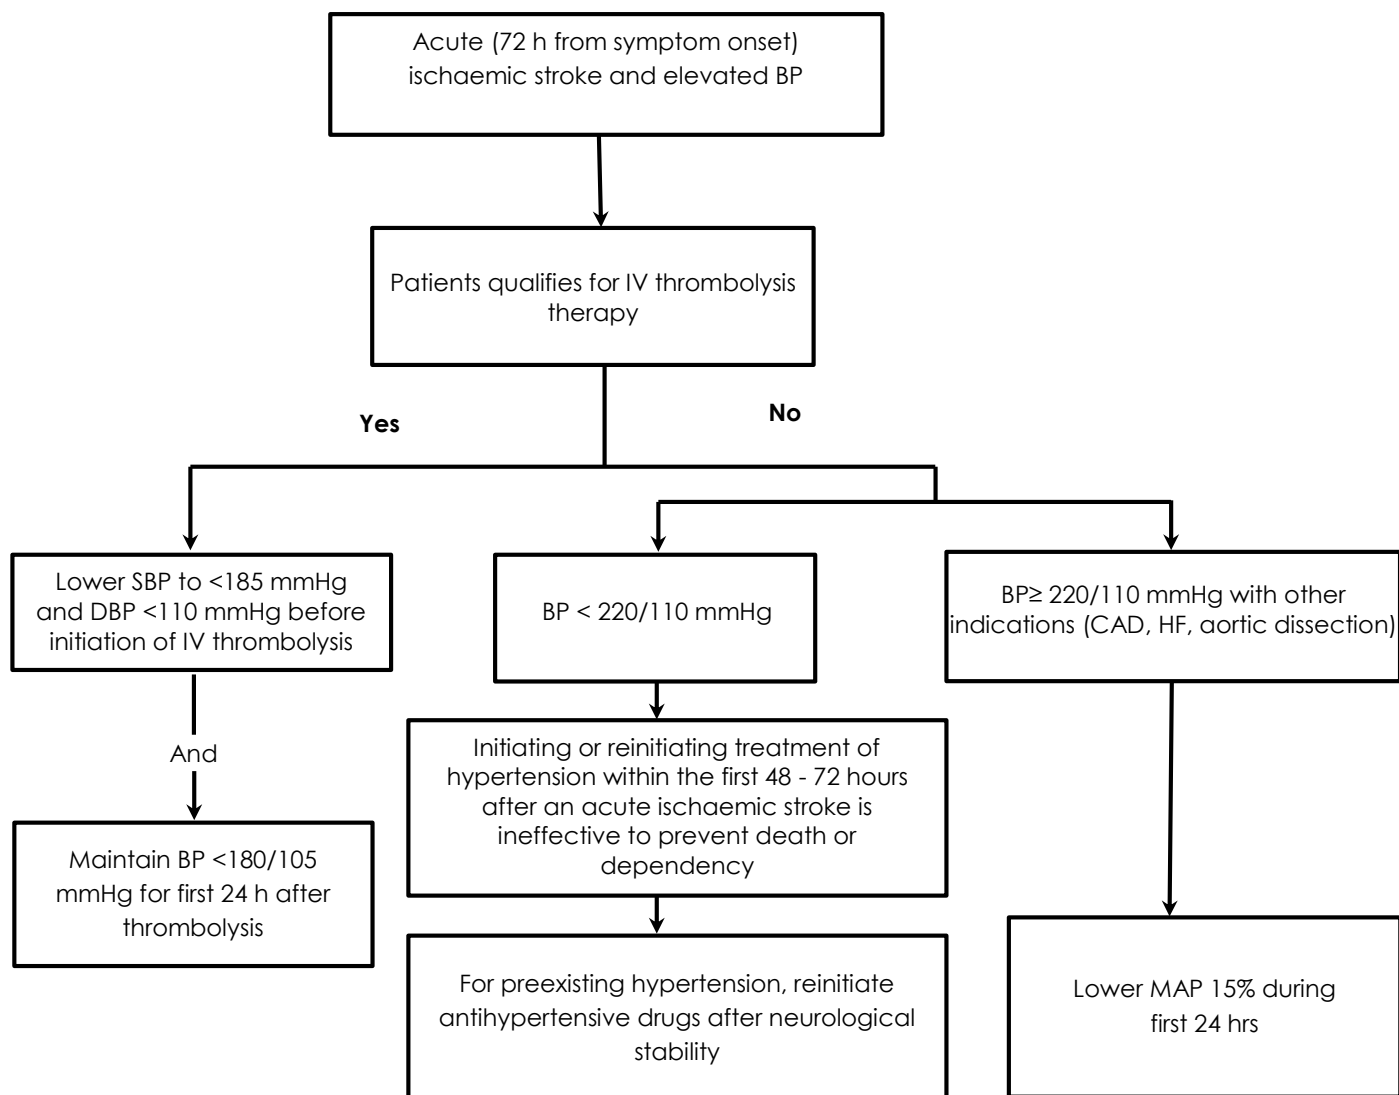 Acute (72 h from symptom onset)
ischaemic stroke and elevated BP
Patients qualifies for IV thrombolysis
therapy
Yes
No
Lower SBP to <185 mmHg
and DBP <110 mmHg before
initiation of IV thrombolysis
And
Maintain BP <180/105
mmHg for first 24 h after
thrombolysis
BP < 220/110 mmHg
Initiating or reinitiating treatment of
hypertension within the first 48 - 72 hours
after an acute ischaemic stroke is
ineffective to prevent death or
dependency
For preexisting hypertension, reinitiate
antihypertensive drugs after neurological
stability
BP≥ 220/110 mmHg with other
indications (CAD, HF, aortic dissection)
Lower MAP 15% during
first 24 hrs